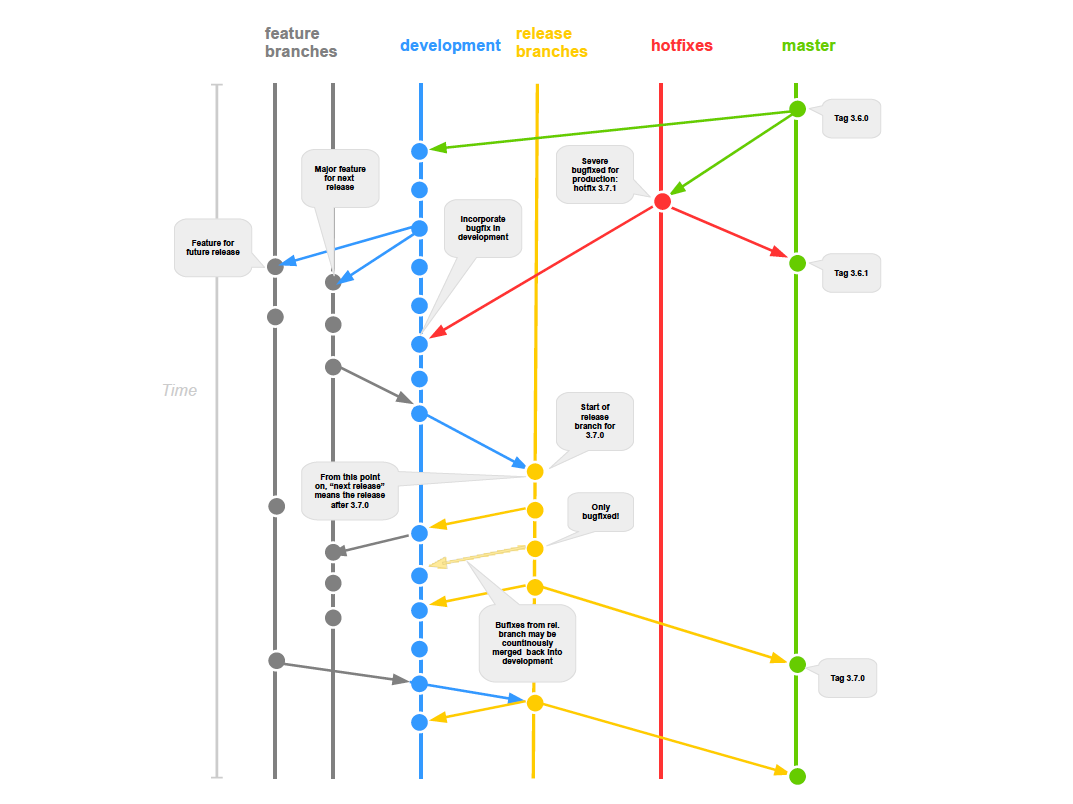 feature
branches
development
release
branches
hotfixes
master
Tag 3.6.0
Severe
bugfixed for
production:
hotfix 3.7.1
Major feature
for next
release
Incorporate
bugfix in
development
Feature for
future release
Tag 3.6.1
Time
Start of
release
branch for
3.7.0
From this point
on, “next release”
means the release
after 3.7.0
Only
bugfixed!
Bufixes from rel.
branch may be
countinously
merged back into
development
Tag 3.7.0